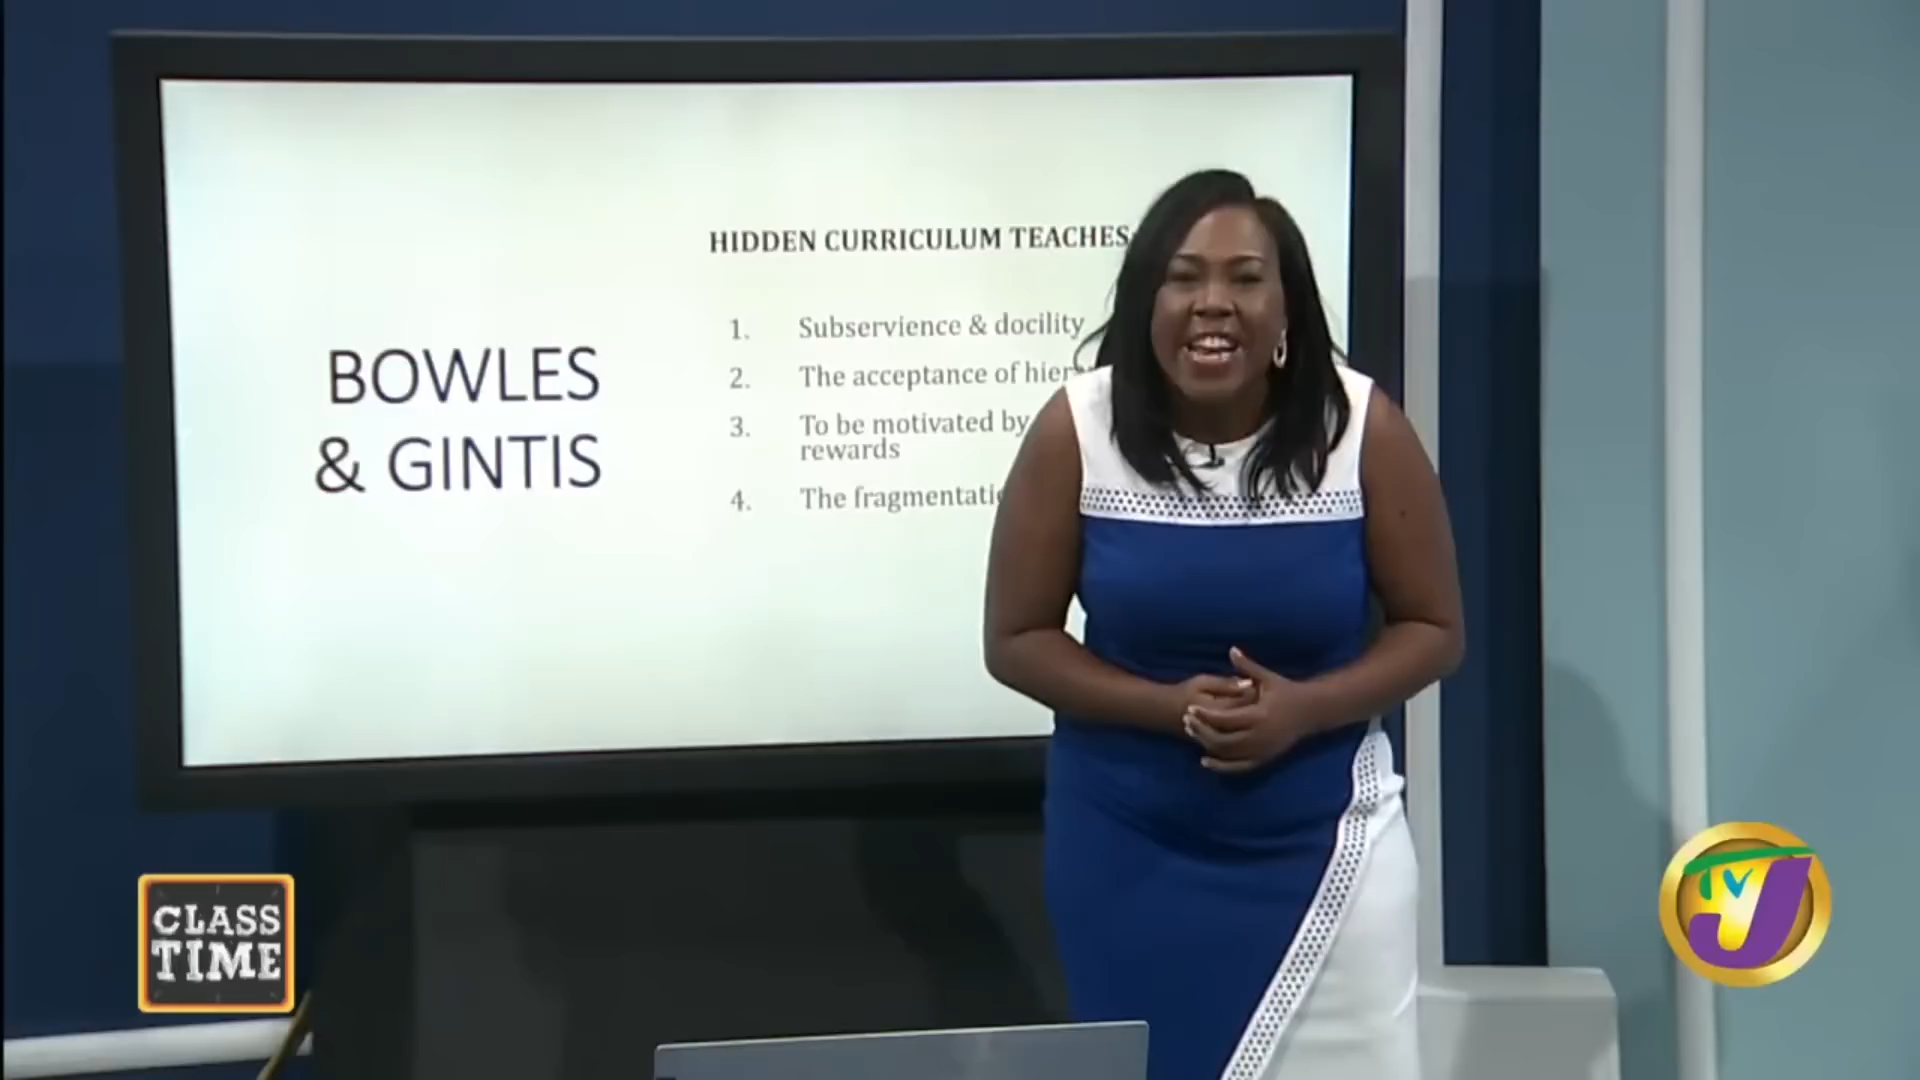 BOWLES
& GINTIS
HIDDEN CURRICULUM TEACHES
1. Subservience & docility
2. The acceptance of
3. To be motivated by
rewards
4. The
CLASS
TIME
TVJ